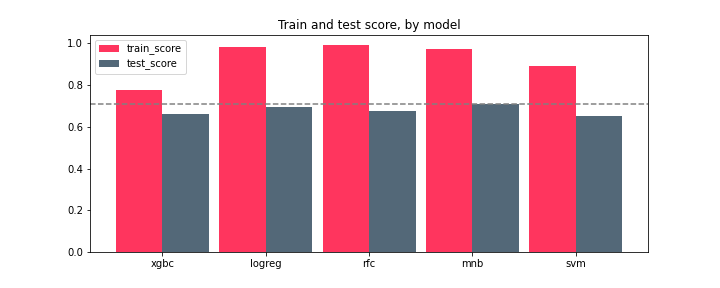 Train and test score, by model
1.0
0.8
0.6
0.4
0.2
0.0
train_score
test_score
xgbc logreg rfc mnb svm